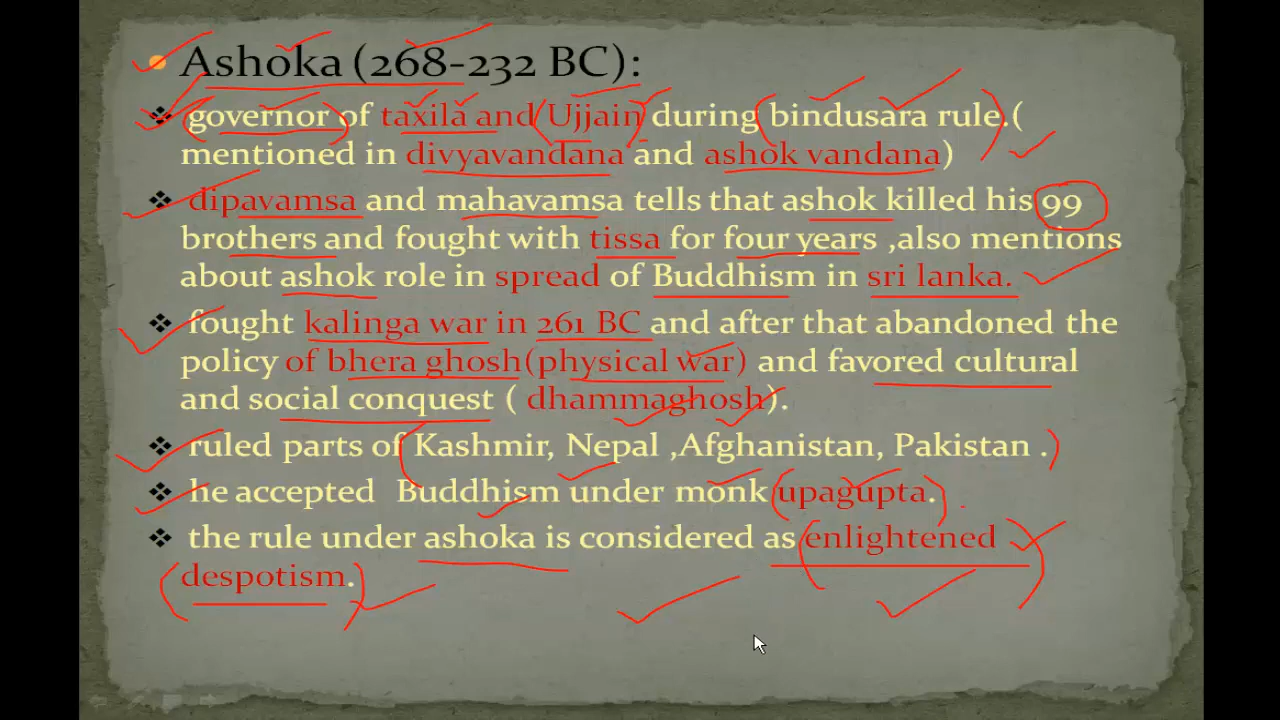 Ashoka (268-232 BC):
governor of taxila and Ujjain during bindusara rule.(
mentioned in divyavandana and ashok vandana)
dipavamsa and mahavamsa tells that ashok killed his 99
brothers and fought with tissa for four years ,also mentions
about ashok role in spread of Buddhism in sri lanka.
fought kalinga war in 261 BC and after that abandoned the
policy of bhera ghosh(physical war) and favored cultural
and social conquest ( dhammaghosh).
ruled parts of Kashmir, Nepal ,Afghanistan, Pakistan .
he accepted Buddhism under monk upagupta.
the rule under ashoka is considered as enlightened
despotism.